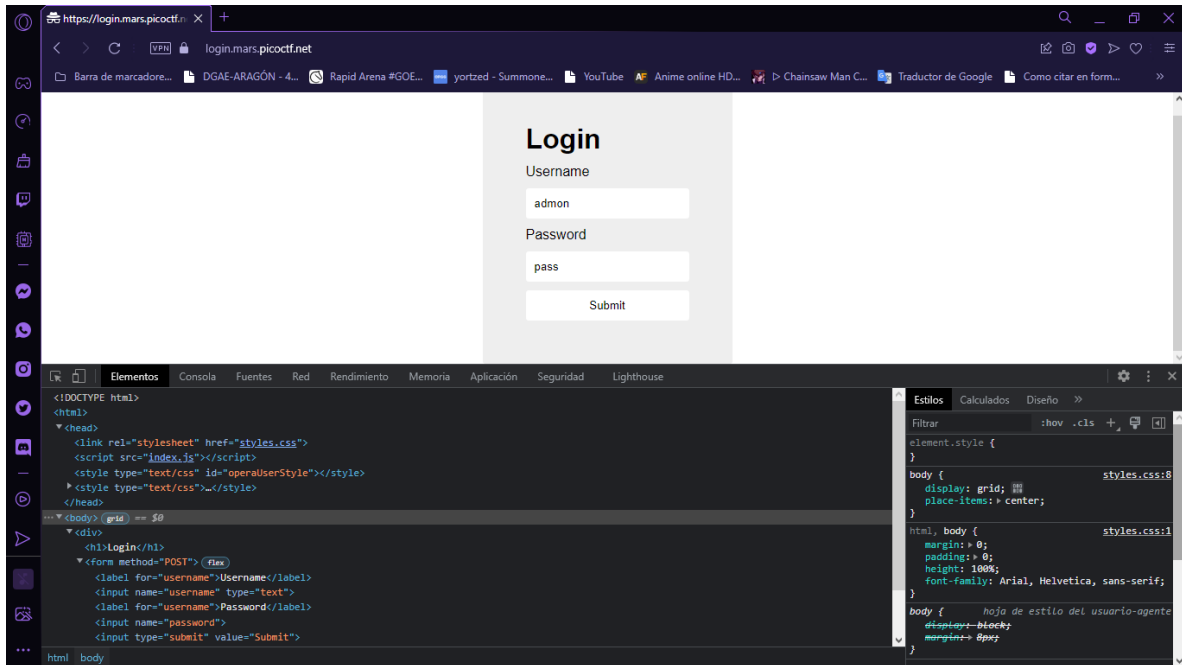 https://login.mars.picoctf.n
VPN login.mars.picoctf.net
Barra de marcadore... DGAE-ARAGÓN - 4... Rapid Arena #GOE... yortzed - Summone... YouTube AF Anime online HD... ▷ Chainsaw Man C... Traductor de Google Como citar en form... »
Login
Username
admon
Password
pass
Submit
Elementos Consola Fuentes Red Rendimiento Memoria Aplicación Seguridad Lighthouse
<!DOCTYPE html>
<html>
<head>
<link rel="stylesheet" href="styles.css">
<script src="index.js"></script>
<style type="text/css" id="operaUserStyle"></style>
<style type="text/css">…</style>
</head>
<body> grid == $0
<div>
<h1>Login</h1>
<form method="POST"> flex
<label for="username">Username</label>
<input name="username" type="text">
<label for="username">Password</label>
<input name="password">
<input type="submit" value="Submit">
html body
Estilos Calculados Diseño »
Filtrar :hov .cls +
element.style {
}
body { styles.css:8
display: grid;
place-items: center;
}
html, body { styles.css:1
margin: 0;
padding: 0;
height: 100%;
font-family: Arial, Helvetica, sans-serif;
}
body { hoja de estilo del usuario-agente
display: block;
margin: 8px;
}